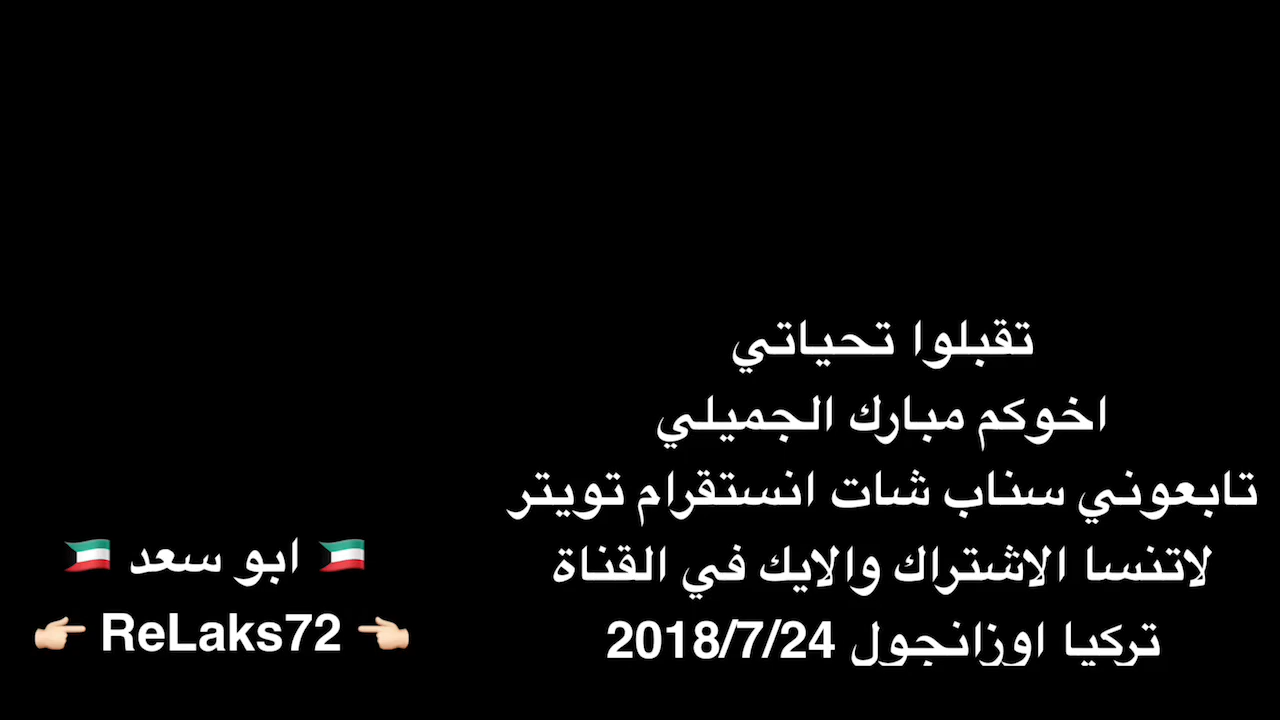 تقبلوا تحياتي
اخوكم مبارك الجميلي
تابعوني سناب شات انستقرام تويتر
لاتنسا الاشتراك والايك في القناة
تركيا اوزانجول 2018/7/24
🇰🇼 ابو سعد 🇰🇼
👉🏻 ReLaks72 👈🏻